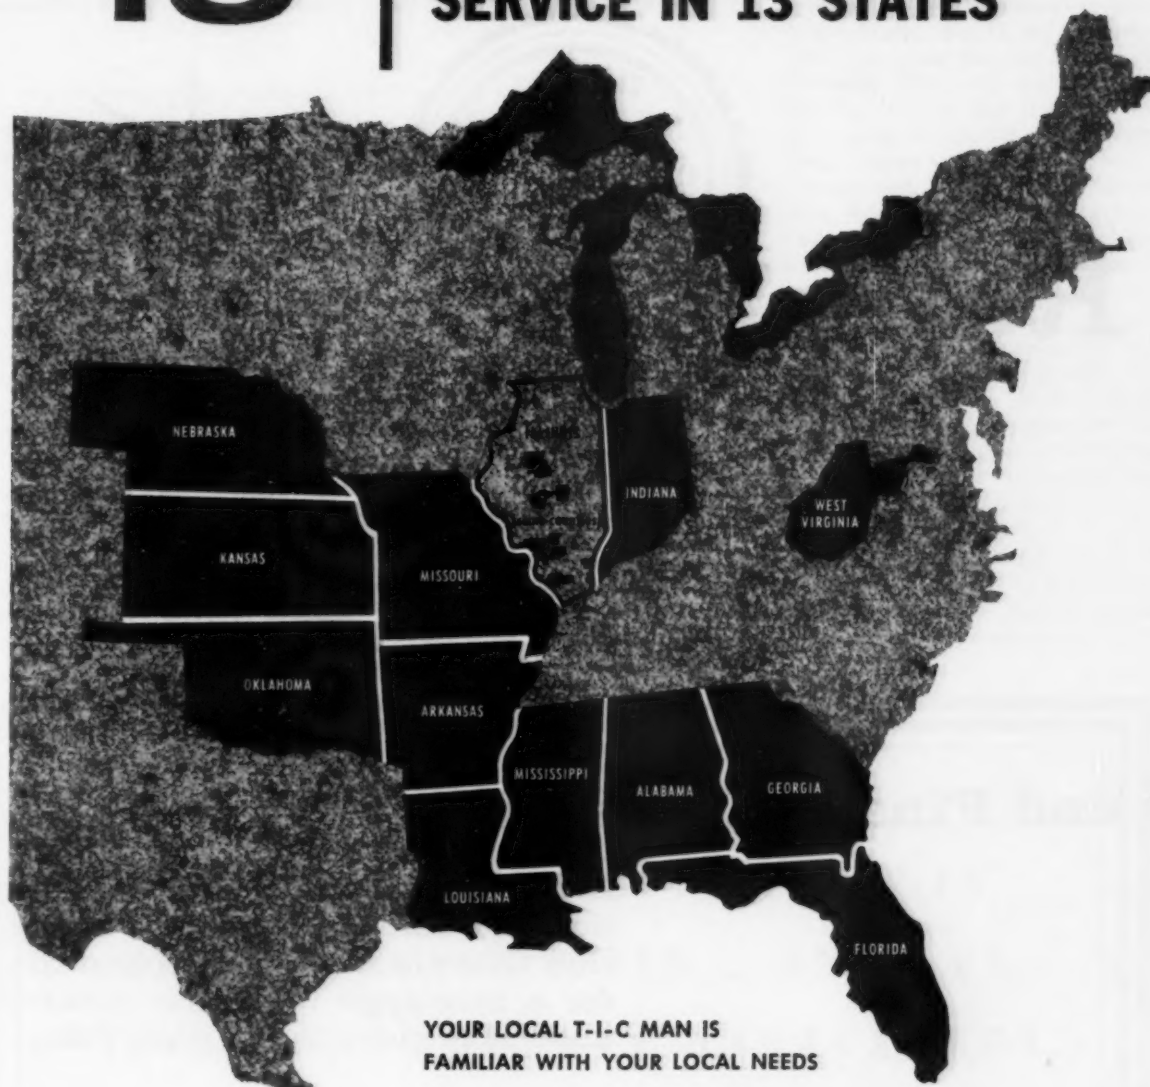 SERVICE IN 13 STATES
NEBRASKA
INDIANA
WEST
VIRGINIA
KANSAS
MISSOURI
OKLAHOMA
ARKANSAS
MISSISSIPPI
ALABAMA
GEORGIA
LOUISIANA
FLORIDA
YOUR LOCAL T-I-C MAN IS
FAMILIAR WITH YOUR LOCAL NEEDS